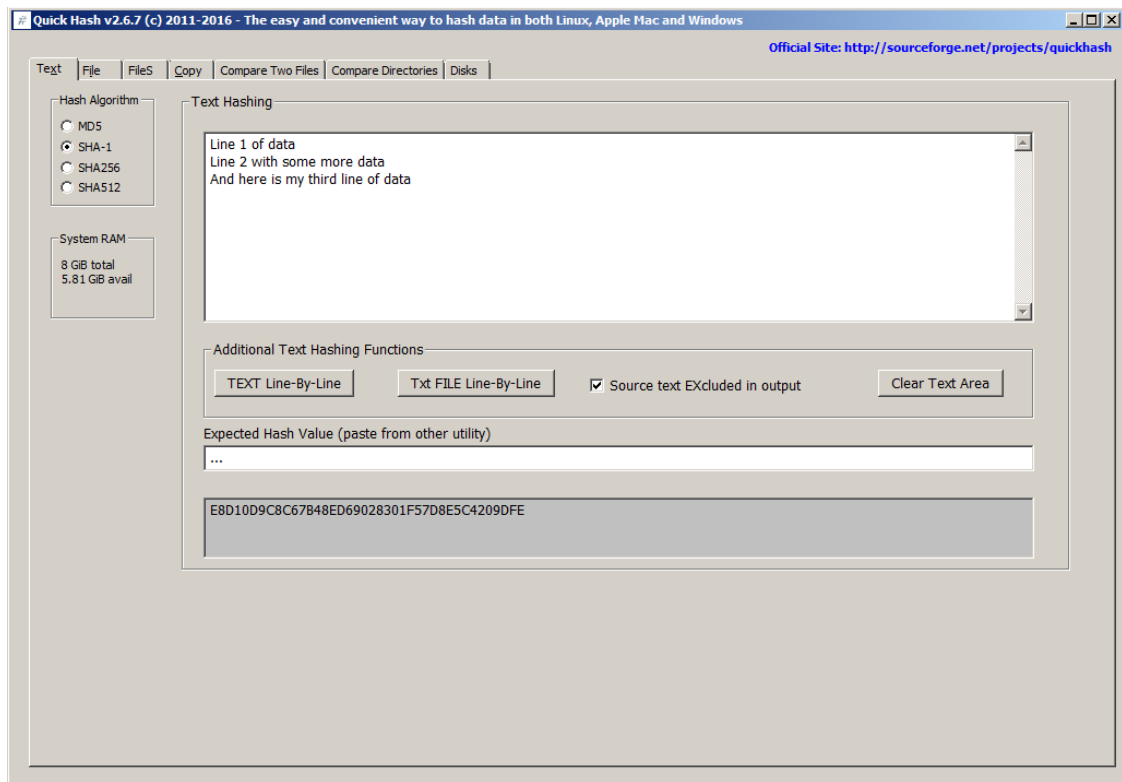 Quick Hash v2.6.7 (c) 2011-2016 - The easy and convenient way to hash data in both Linux, Apple Mac and Windows
Official Site: http://sourceforge.net/projects/quickhash
Text File FileS Copy Compare Two Files Compare Directories Disks
Hash Algorithm
MD5
SHA-1
SHA256
SHA512
System RAM
8 GiB total
5.81 GiB avail
Text Hashing
Line 1 of data
Line 2 with some more data
And here is my third line of data
Additional Text Hashing Functions
TEXT Line-By-Line Txt FILE Line-By-Line Source text EXcluded in output Clear Text Area
Expected Hash Value (paste from other utility)
...
E8D10D9C8C67B48ED69028301F57D8E5C4209DFE